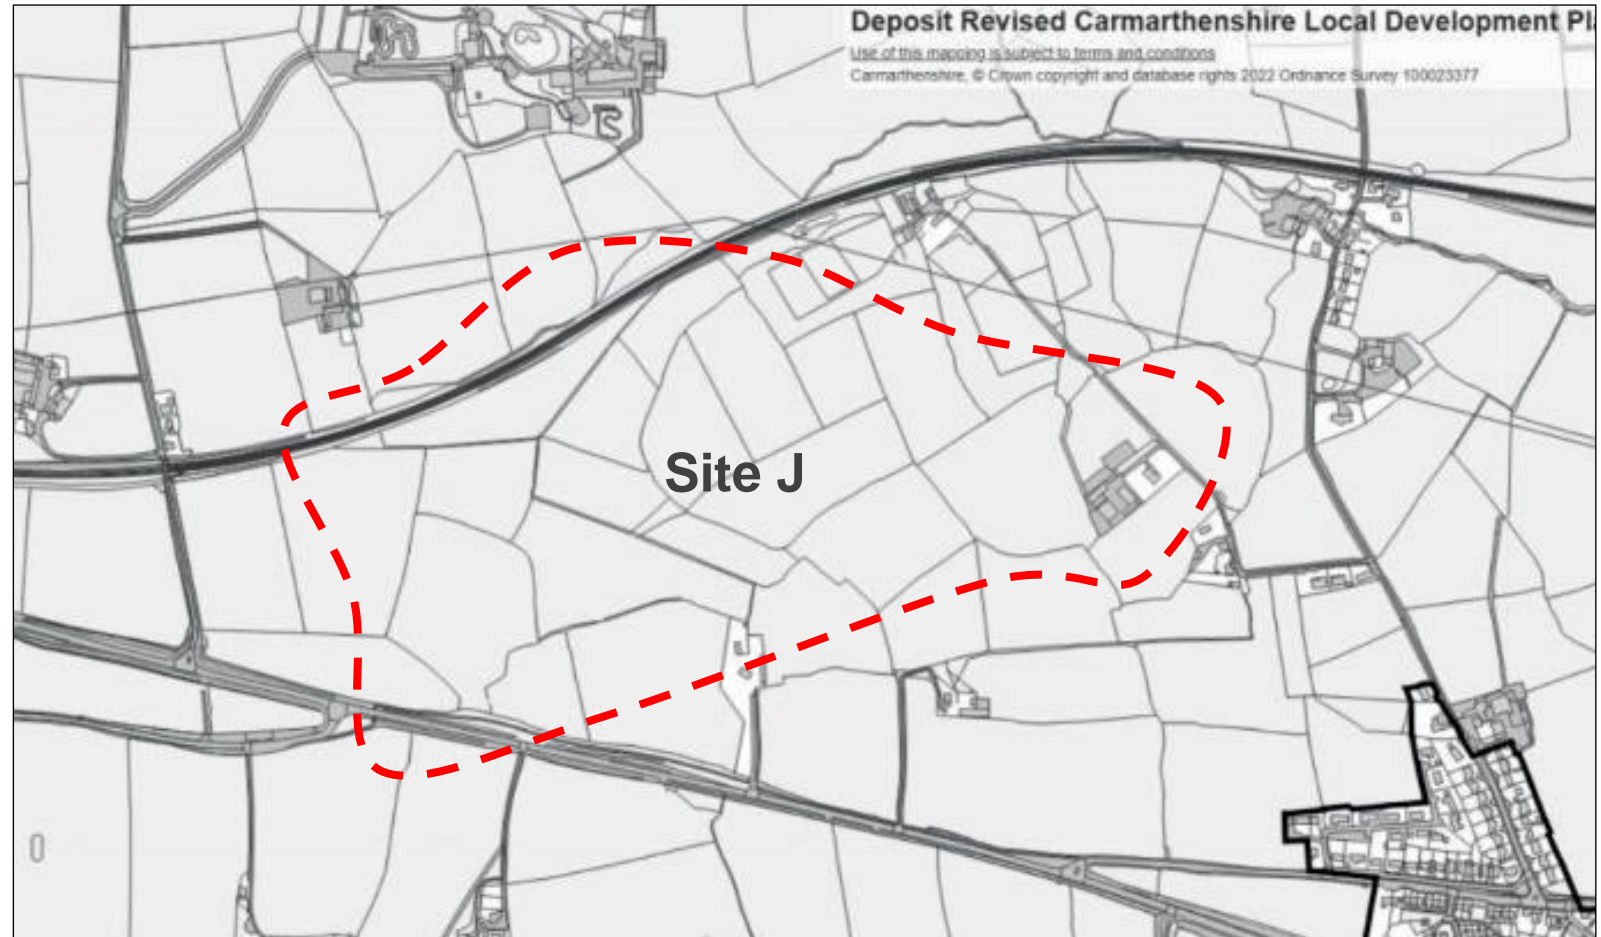 Deposit Revised Carmarthenshire Local Development Pl
Use of this mapping is subject to terms and conditions
Carmarthenshire, © Crown copyright and database rights 2022 Ordnance Survey 100023377
Site J